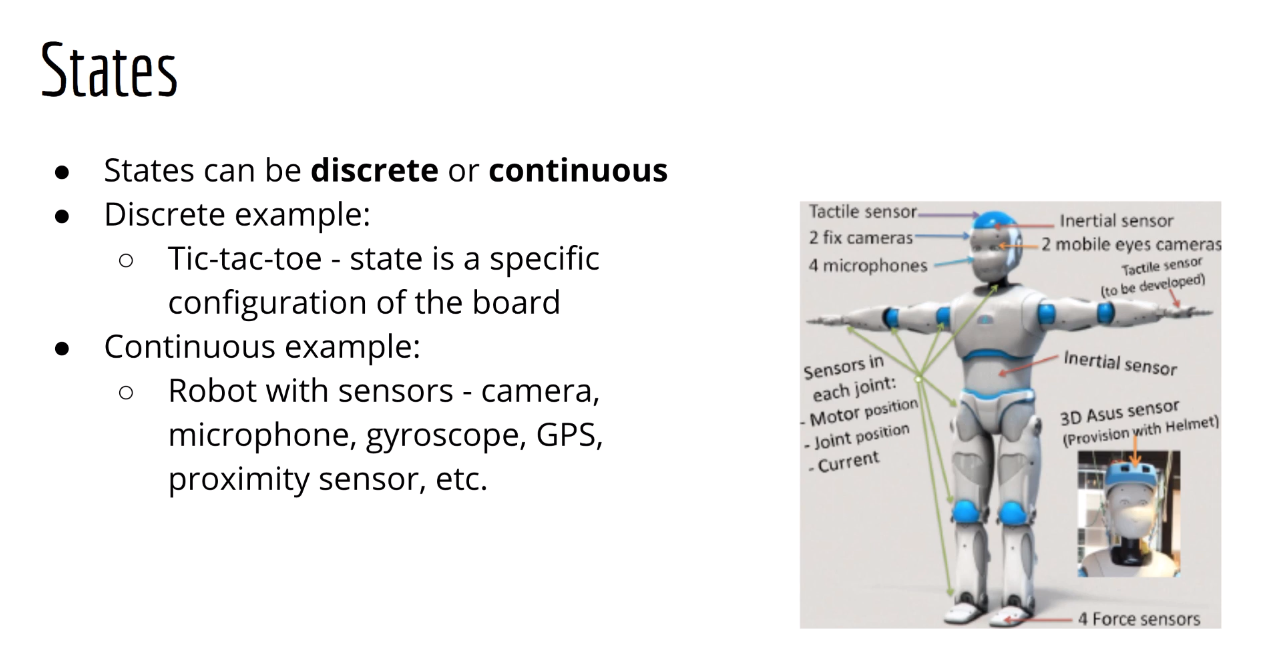 States
● States can be discrete or continuous
● Discrete example:
○ Tic-tac-toe - state is a specific
configuration of the board
● Continuous example:
○ Robot with sensors - camera,
microphone, gyroscope, GPS,
proximity sensor, etc.
Tactile sensor
2 fix cameras
4 microphones
Inertial sensor
2 mobile eyes cameras
Tactile sensor
(to be developed)
Sensors in
each joint:
- Motor position
- Joint position
- Current
Inertial sensor
3D Asus sensor
(Provision with Helmet)
4 Force sensors